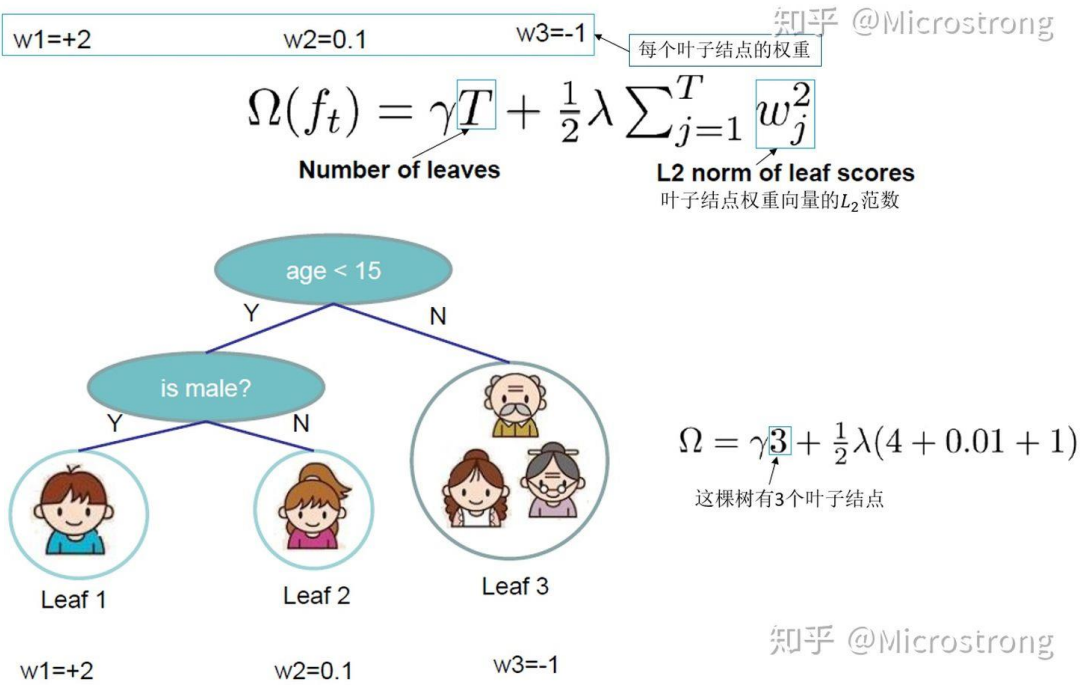 知乎 @Microstrong
w1=+2 w2=0.1 w3=-1
每个叶子结点的权重
Ω(f_t) = γT + ½λ∑_{j=1}^{T} w_j^2
Number of leaves
L2 norm of leaf scores
叶子结点权重向量的L₂范数
age < 15
Y N
is male?
Y N
Ω = γ3 + ½λ(4 + 0.01 + 1)
这棵树有3个叶子结点
Leaf 1 Leaf 2 Leaf 3
w1=+2 w2=0.1 w3=-1
知乎 @Microstrong